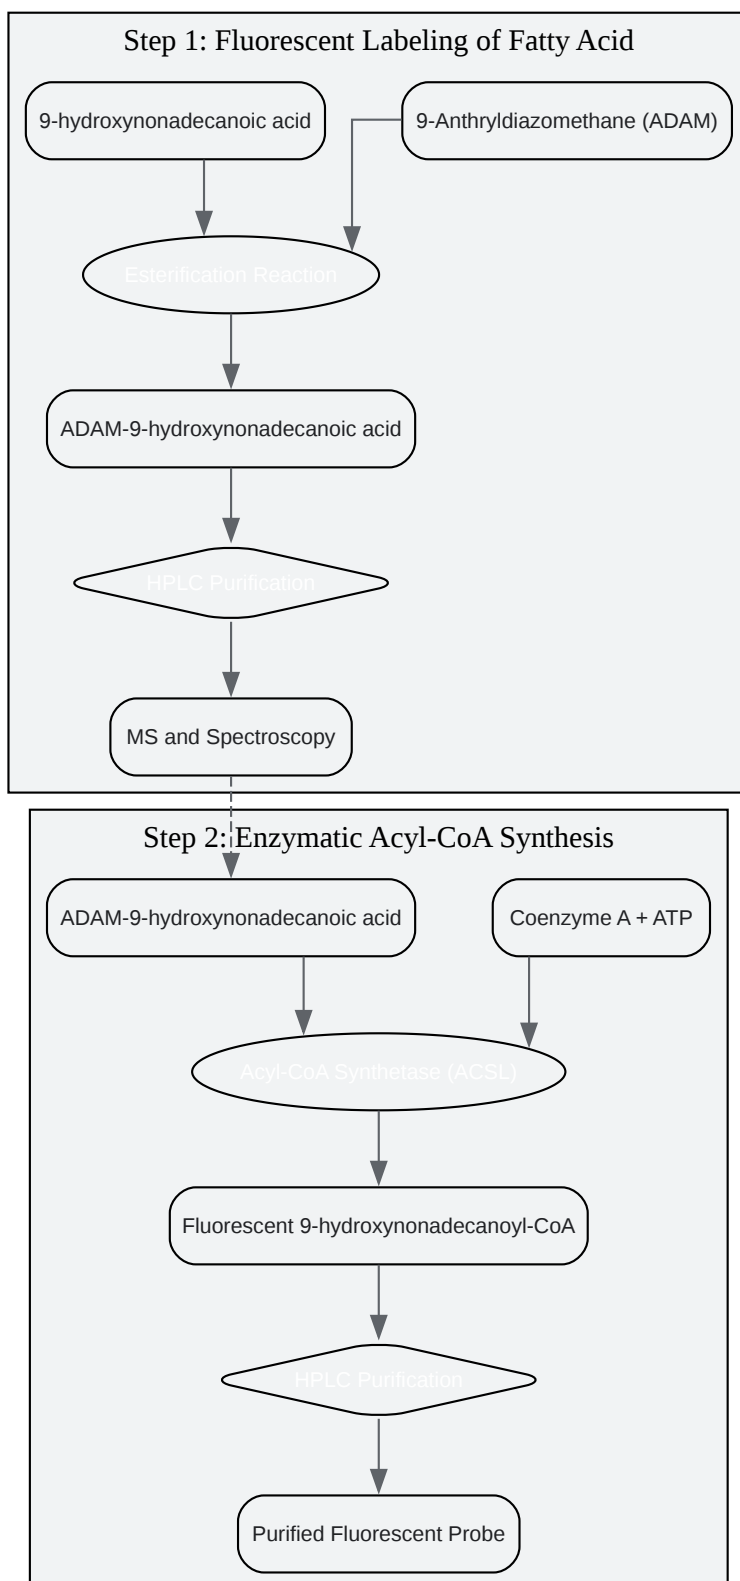 Step 1: Fluorescent Labeling of Fatty Acid
9-hydroxynonadecanoic acid
9-Anthryldiazomethane (ADAM)
Esterification Reaction
ADAM-9-hydroxynonadecanoic acid
HPLC Purification
MS and Spectroscopy
Step 2: Enzymatic Acyl-CoA Synthesis
ADAM-9-hydroxynonadecanoic acid
Coenzyme A + ATP
Acyl-CoA Synthetase (ACSL)
Fluorescent 9-hydroxynonadecanoyl-CoA
HPLC Purification
Purified Fluorescent Probe